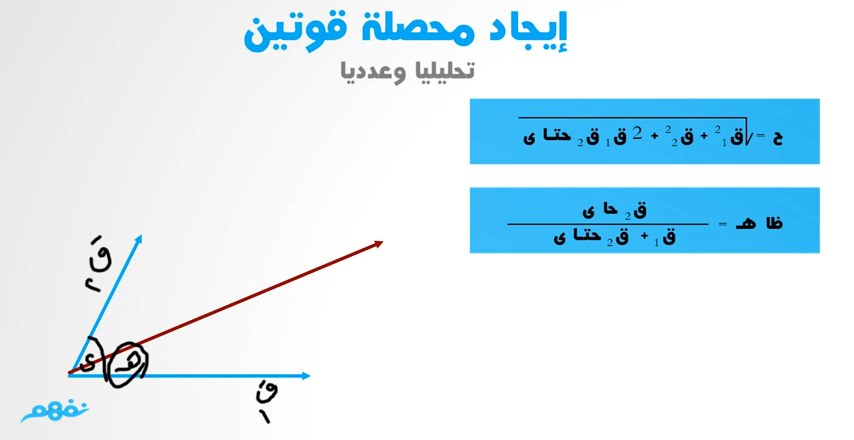 إيجاد محصلة قوتين
تحليليا وعدديا
ح = √ق₁² + ق₂² + 2 ق₁ ق₂ حتا ى
ظا هـ = ق₂ حا ى / ق₁ + ق₂ حتا ى
ق٢
ى
هـ
ق١
نفهم